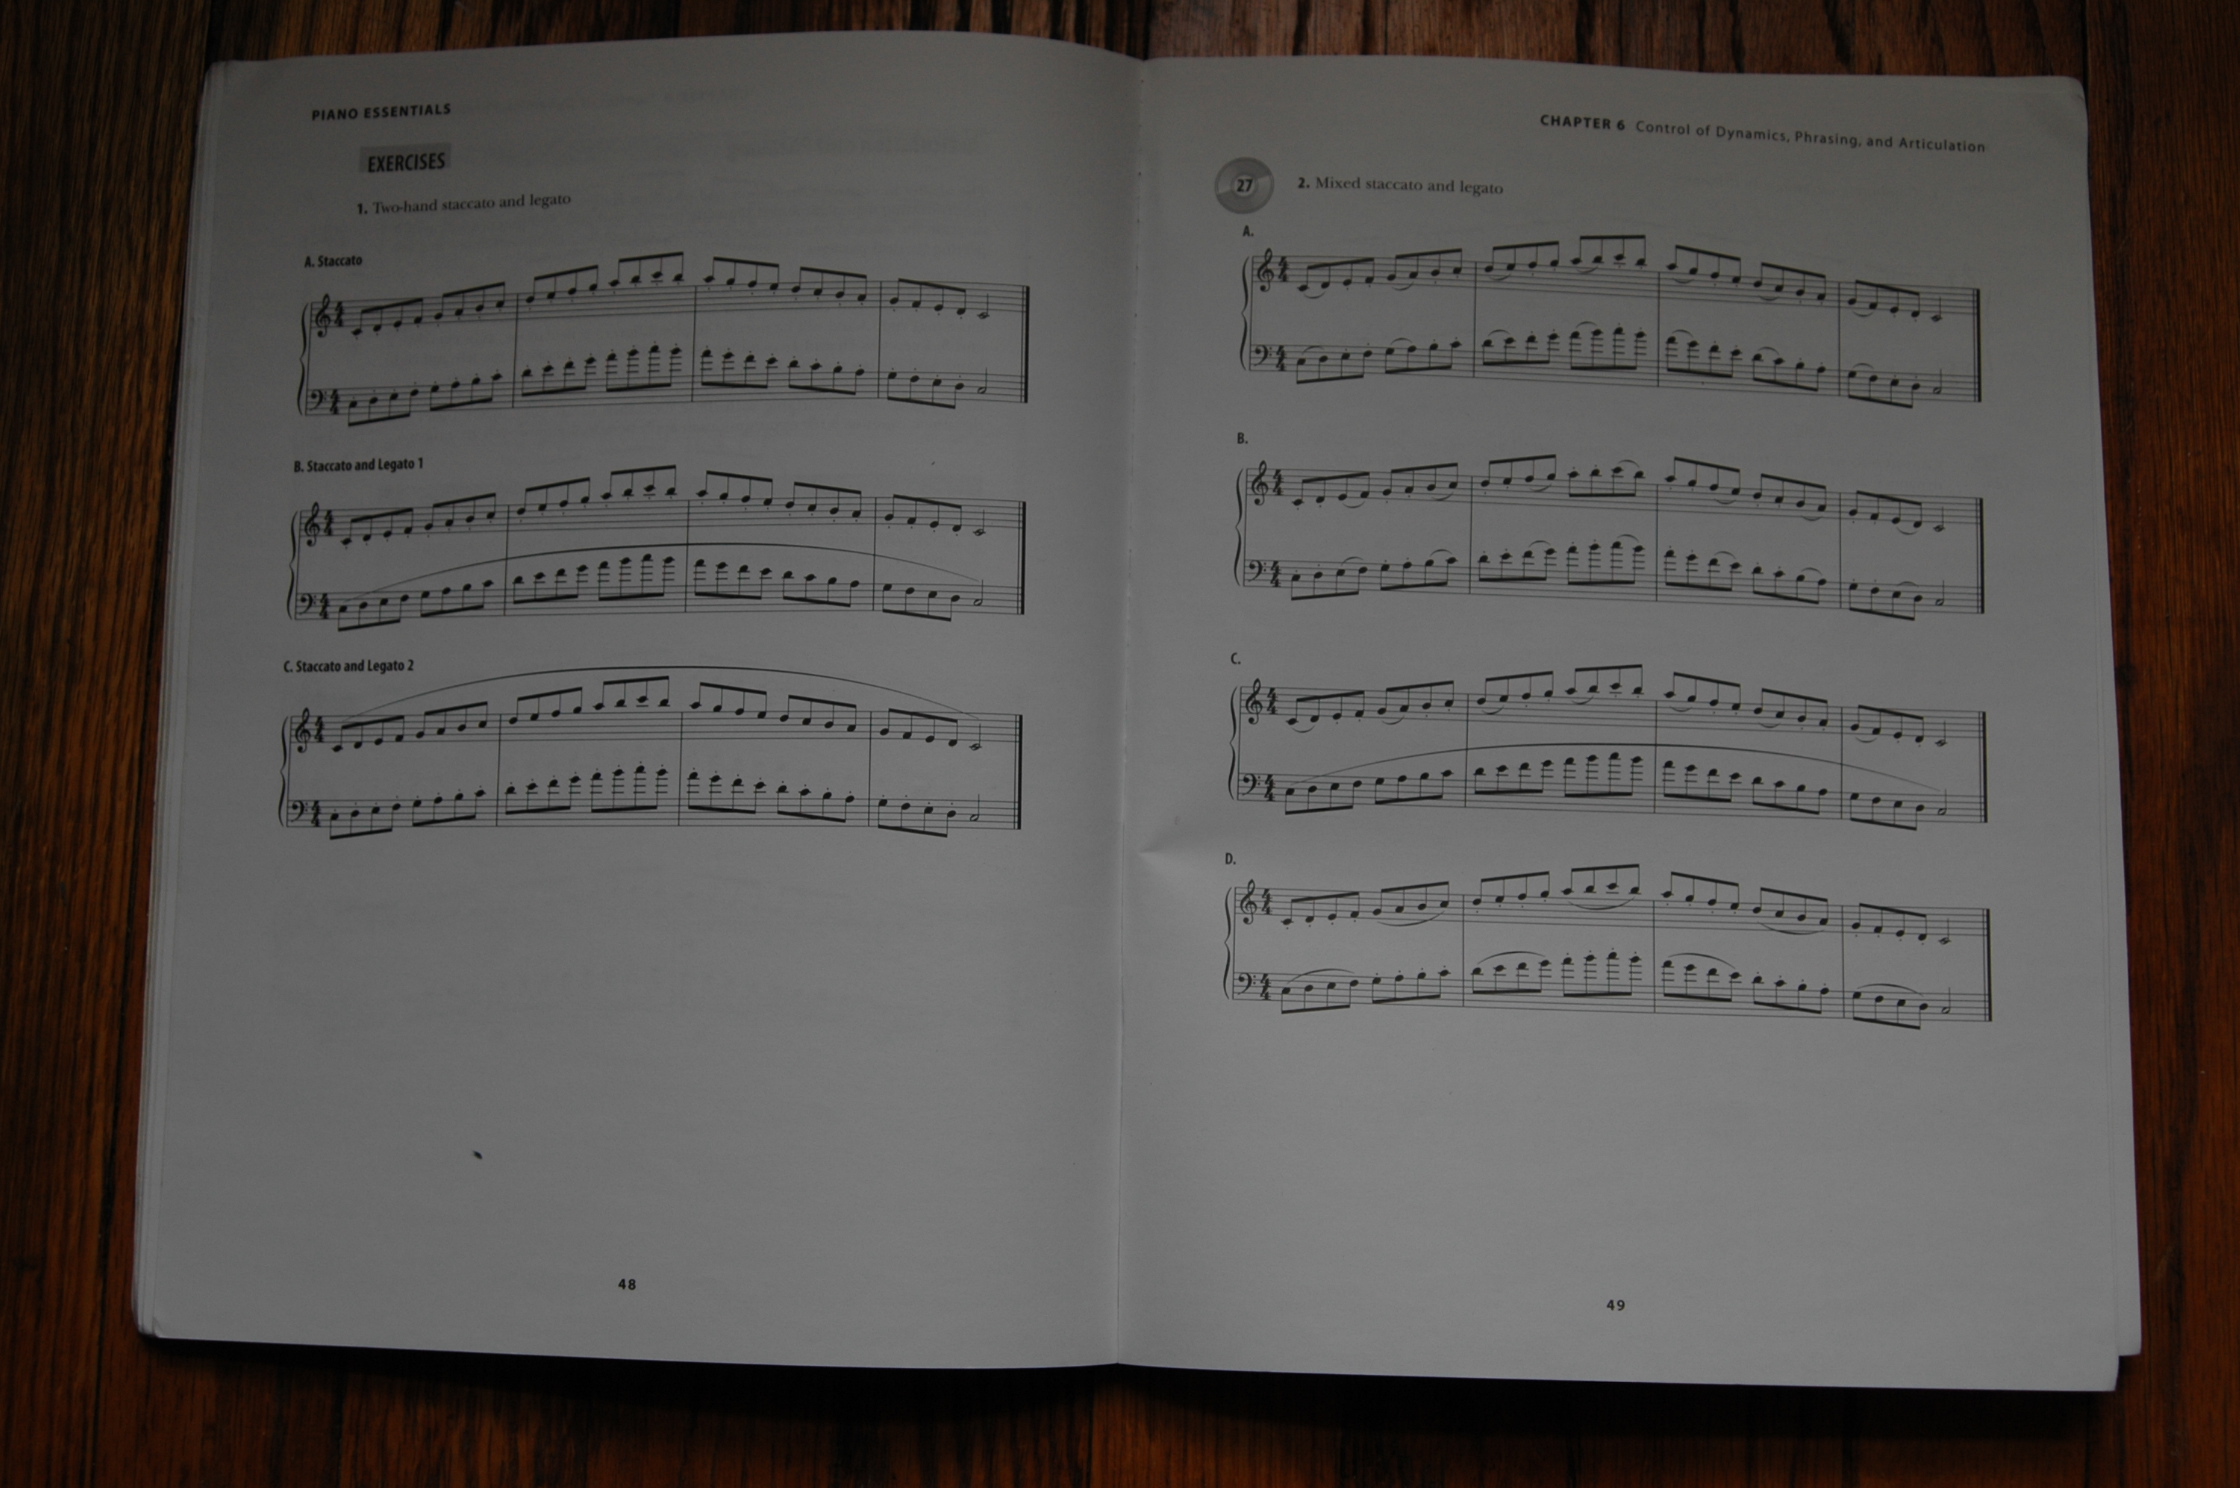 PIANO ESSENTIALS
EXERCISES
1. Two-hand staccato and legato
A. Staccato
B. Staccato and Legato 1
C. Staccato and Legato 2
48
CHAPTER 6 Control of Dynamics, Phrasing, and Articulation
27
2. Mixed staccato and legato
A.
B.
C.
D.
49